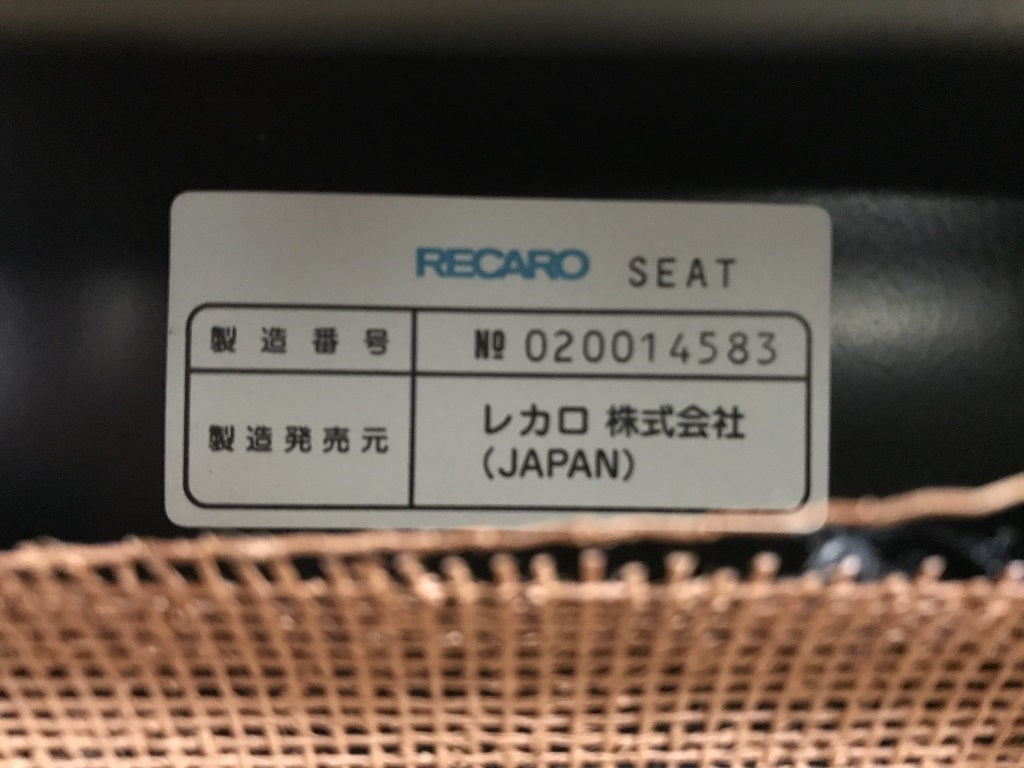 RECARO SEAT
製造番号 № 020014583
製造発売元 レカロ 株式会社
(JAPAN)